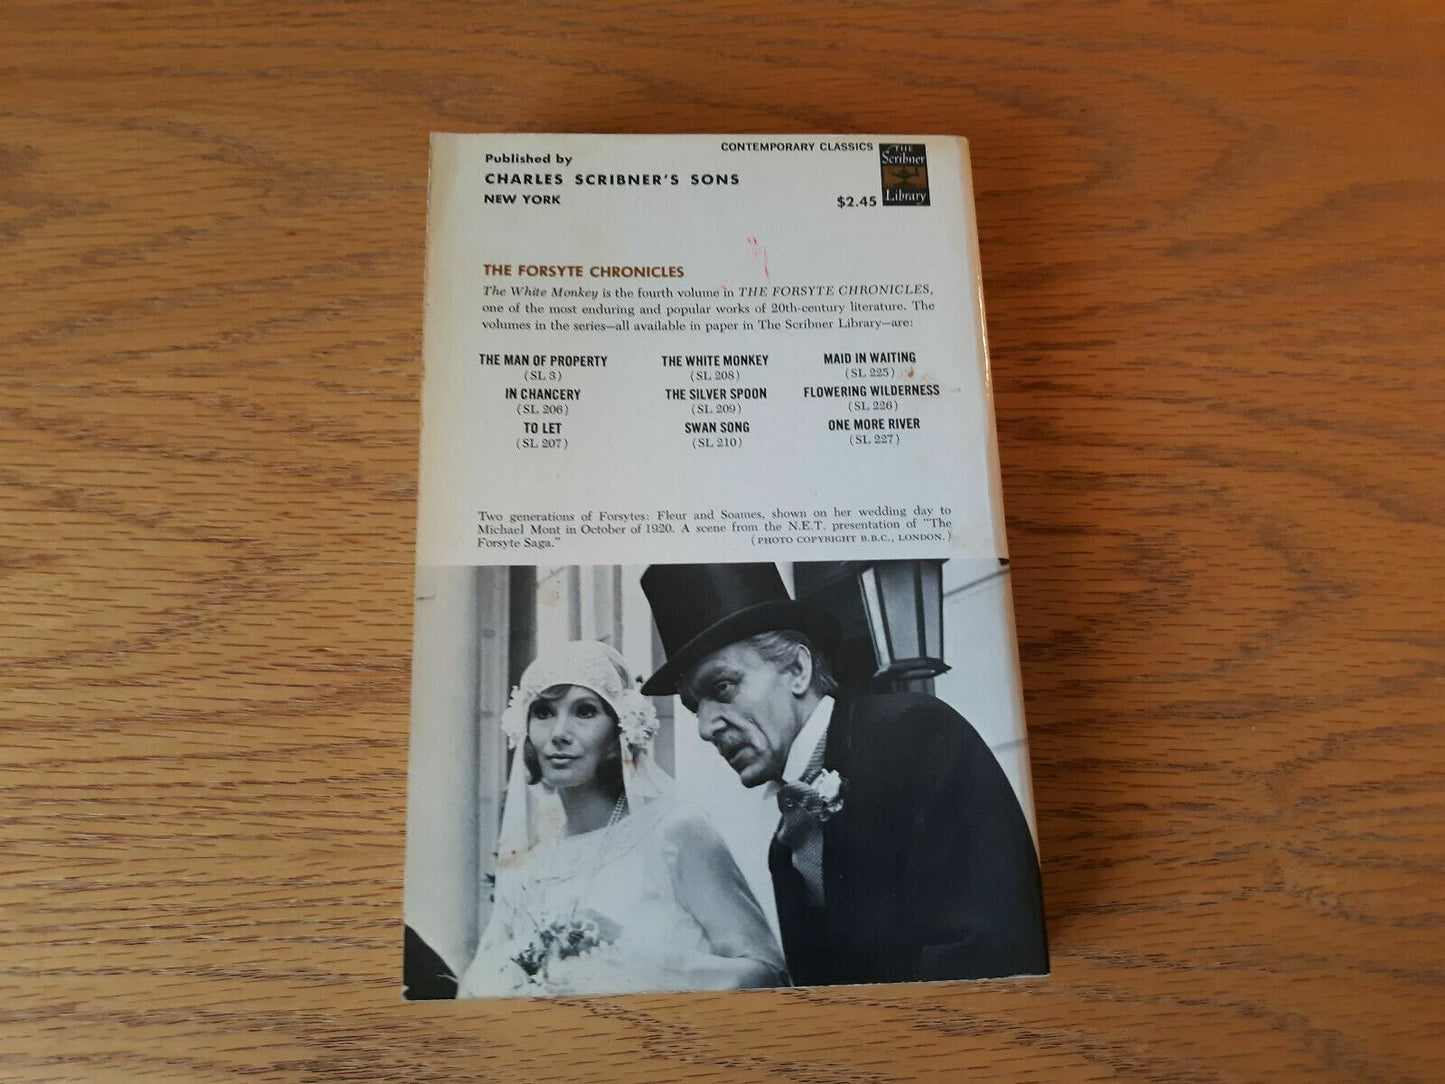 CONTEMPORARY CLASSICS
THE
Scribner
Library
Published by
CHARLES SCRIBNER'S SONS
NEW YORK
$2.45
THE FORSYTE CHRONICLES
The White Monkey is the fourth volume in THE FORSYTE CHRONICLES,
one of the most enduring and popular works of 20th-century literature. The
volumes in the series—all available in paper in The Scribner Library—are:
THE MAN OF PROPERTY
(SL 3)
IN CHANCERY
(SL 206)
TO LET
(SL 207)
THE WHITE MONKEY
(SL 208)
THE SILVER SPOON
(SL 209)
SWAN SONG
(SL 210)
MAID IN WAITING
(SL 225)
FLOWERING WILDERNESS
(SL 226)
ONE MORE RIVER
(SL 227)
Two generations of Forsytes: Fleur and Soames, shown on her wedding day to
Michael Mont in October of 1920. A scene from the N.E.T. presentation of "The
Forsyte Saga." (PHOTO COPYRIGHT B.B.C., LONDON.)